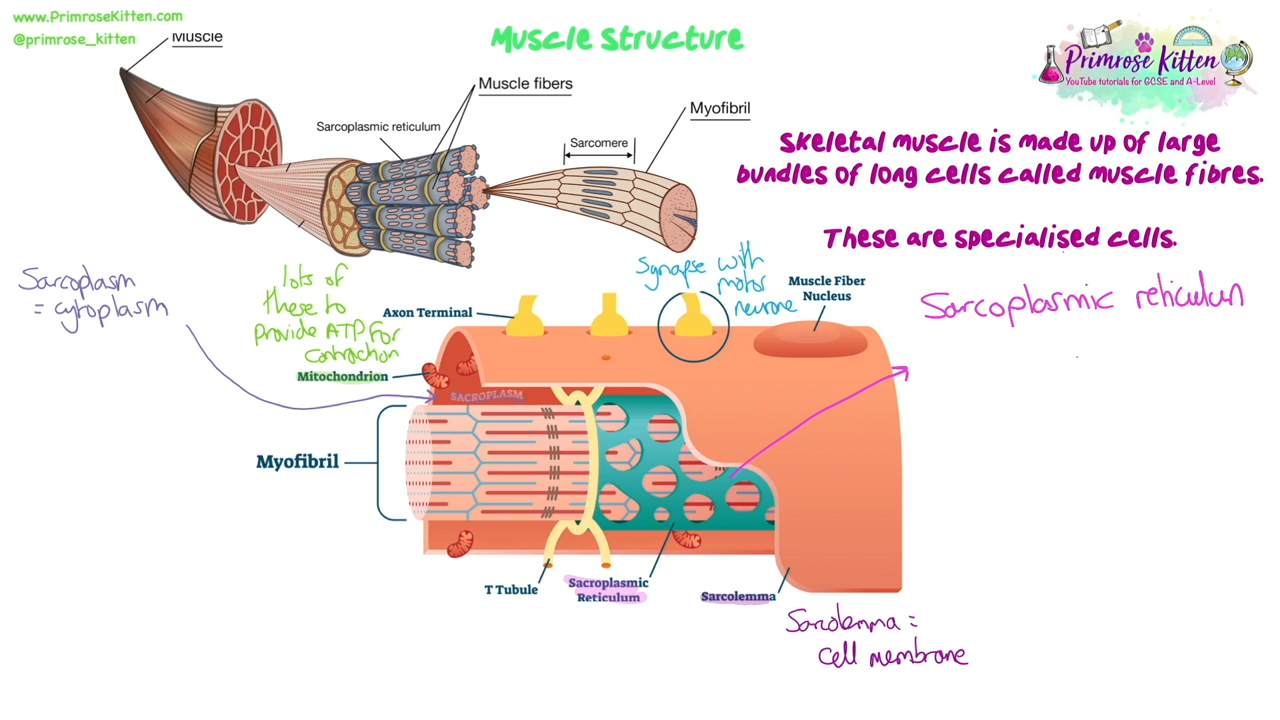 www.PrimroseKitten.com
@primrose_kitten
Muscle
Muscle Structure
Primrose Kitten
YouTube tutorials for GCSE and A-Level
Muscle fibers
Sarcoplasmic reticulum
Myofibril
Sarcomere
Skeletal muscle is made up of large
bundles of long cells called muscle fibres.
These are specialised cells.
Sarcoplasm
= cytoplasm
lots of
these to
provide ATP for
contraction
Synapse with
motor
neurone
Muscle Fiber
Nucleus
Sarcoplasmic reticulum
Axon Terminal
Mitochondrion
SACROPLASM
Myofibril
T Tubule
Sacroplasmic
Reticulum
Sarcolemma
Sarcolemma =
cell membrane